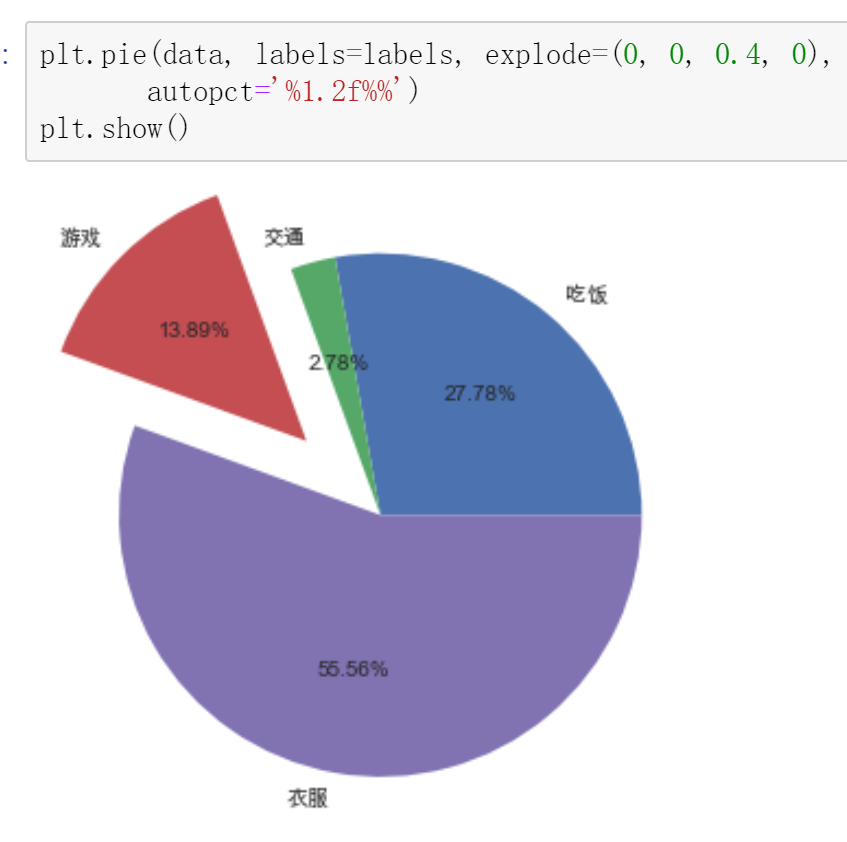 :
plt.pie(data, labels=labels, explode=(0, 0, 0.4, 0),
autopct='%1.2f%%')
plt.show()
游戏
交通
吃饭
13.89%
2.78%
27.78%
55.56%
衣服